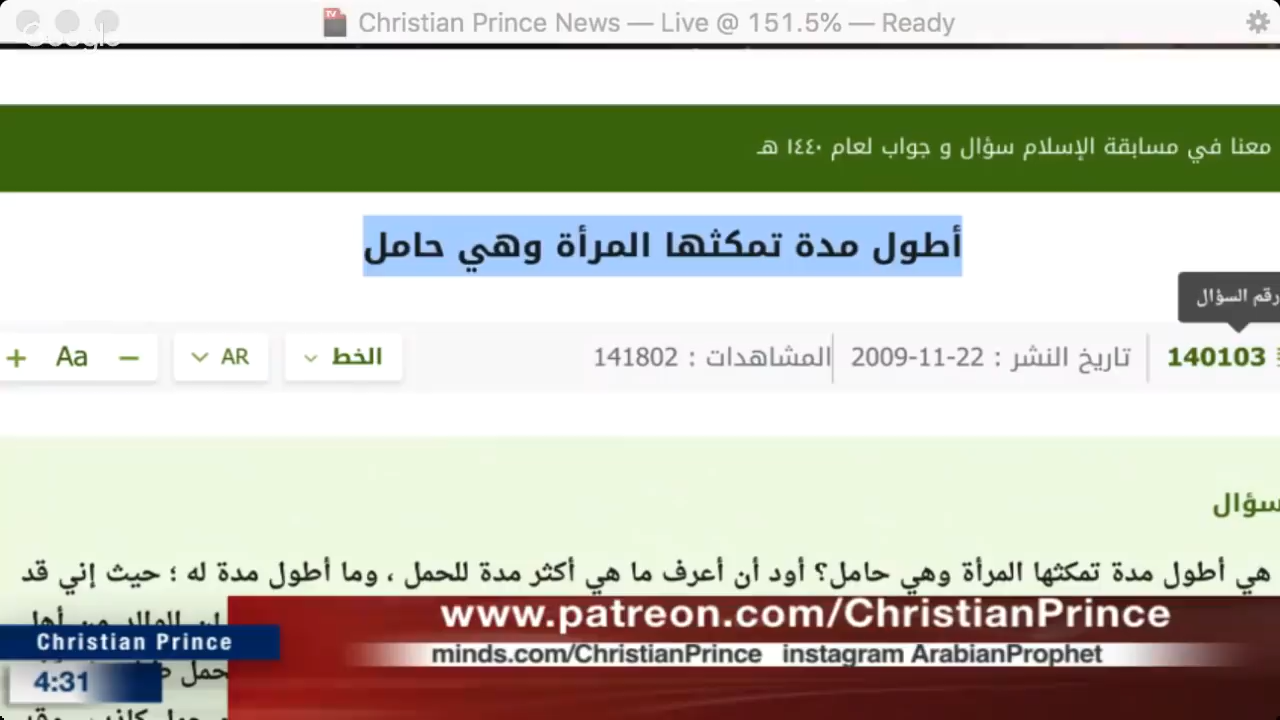 Christian Prince News — Live @ 151.5% — Ready
Google
معنا في مسابقة الإسلام سؤال و جواب لعام ١٤٤٠ هـ
أطول مدة تمكثها المرأة وهي حامل
رقم السؤال
140103
تاريخ النشر : 22-11-2009
المشاهدات : 141802
الخط
AR
− Aa +
سؤال
هي أطول مدة تمكثها المرأة وهي حامل؟ أود أن أعرف ما هي أكثر مدة للحمل ، وما أطول مدة له ؛ حيث إني قد
www.patreon.com/ChristianPrince
Christian Prince
minds.com/ChristianPrince instagram ArabianProphet
4:31